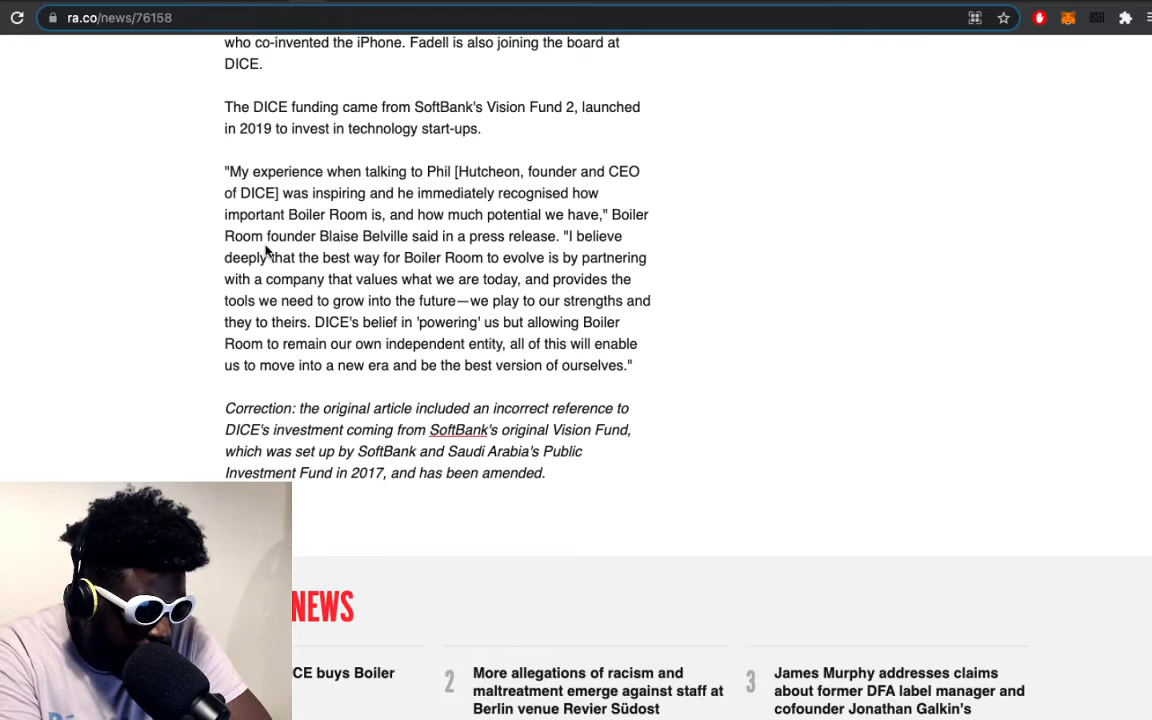 ra.co/news/76158
who co-invented the iPhone. Fadell is also joining the board at
DICE.
The DICE funding came from SoftBank's Vision Fund 2, launched
in 2019 to invest in technology start-ups.
"My experience when talking to Phil [Hutcheon, founder and CEO
of DICE] was inspiring and he immediately recognised how
important Boiler Room is, and how much potential we have," Boiler
Room founder Blaise Belville said in a press release. "I believe
deeply that the best way for Boiler Room to evolve is by partnering
with a company that values what we are today, and provides the
tools we need to grow into the future—we play to our strengths and
they to theirs. DICE's belief in 'powering' us but allowing Boiler
Room to remain our own independent entity, all of this will enable
us to move into a new era and be the best version of ourselves."
Correction: the original article included an incorrect reference to
DICE's investment coming from SoftBank's original Vision Fund,
which was set up by SoftBank and Saudi Arabia's Public
Investment Fund in 2017, and has been amended.
NEWS
CE buys Boiler
2 More allegations of racism and
maltreatment emerge against staff at
Berlin venue Revier Südost
3 James Murphy addresses claims
about former DFA label manager and
cofounder Jonathan Galkin's